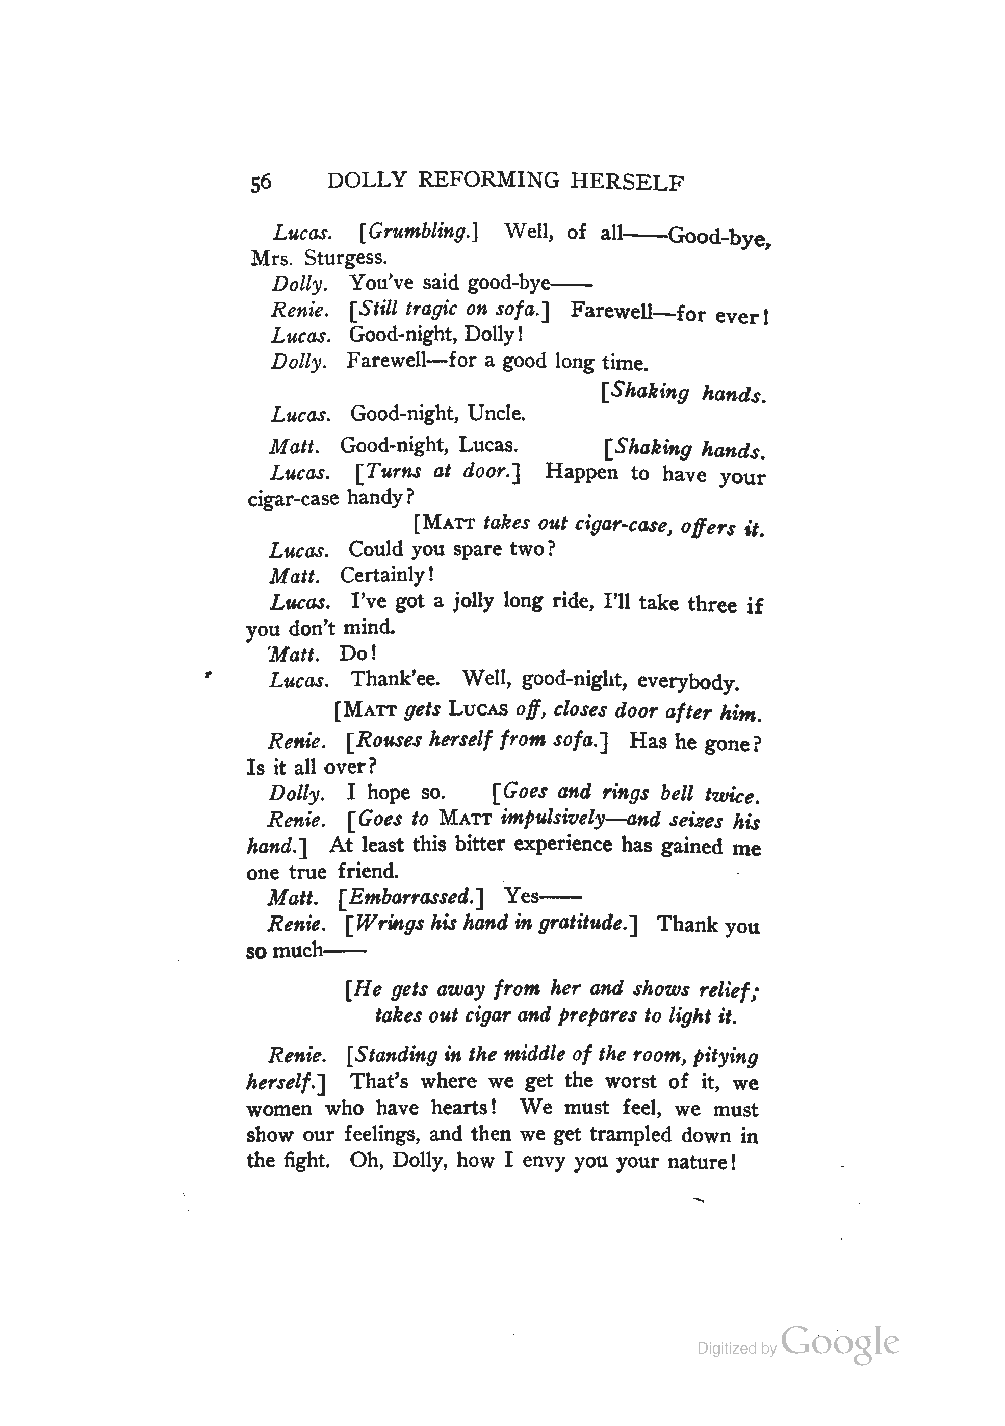 56 DOLLY REFORMING HERSELF
Lucas. [Grumbling.] Well, of all——Good-bye,
Mrs. Sturgess.
Dolly. You've said good-bye——
Renie. [Still tragic on sofa.] Farewell—for ever!
Lucas. Good-night, Dolly!
Dolly. Farewell—for a good long time.
[Shaking hands.
Lucas. Good-night, Uncle.
Matt. Good-night, Lucas. [Shaking hands.
Lucas. [Turns at door.] Happen to have your
cigar-case handy?
[MATT takes out cigar-case, offers it.
Lucas. Could you spare two?
Matt. Certainly!
Lucas. I've got a jolly long ride, I'll take three if
you don't mind.
Matt. Do!
Lucas. Thank'ee. Well, good-night, everybody.
[MATT gets LUCAS off, closes door after him.
Renie. [Rouses herself from sofa.] Has he gone?
Is it all over?
Dolly. I hope so. [Goes and rings bell twice.
Renie. [Goes to MATT impulsively—and seizes his
hand.] At least this bitter experience has gained me
one true friend.
Matt. [Embarrassed.] Yes——
Renie. [Wrings his hand in gratitude.] Thank you
so much——
[He gets away from her and shows relief;
takes out cigar and prepares to light it.
Renie. [Standing in the middle of the room, pitying
herself.] That's where we get the worst of it, we
women who have hearts! We must feel, we must
show our feelings, and then we get trampled down in
the fight. Oh, Dolly, how I envy you your nature!
Digitized by Google